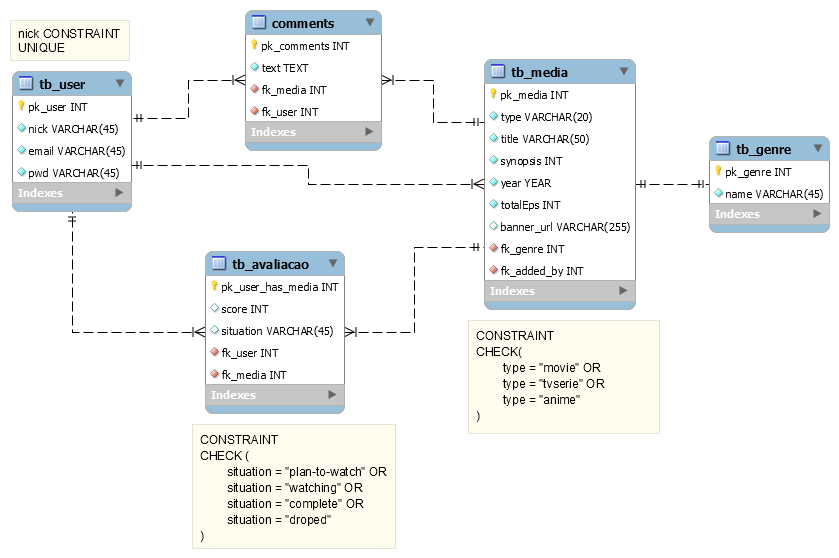 nick CONSTRAINT
UNIQUE
tb_user
pk_user INT
nick VARCHAR(45)
email VARCHAR(45)
pwd VARCHAR(45)
Indexes
comments
pk_comments INT
text TEXT
fk_media INT
fk_user INT
Indexes
tb_media
pk_media INT
type VARCHAR(20)
title VARCHAR(50)
synopsis INT
year YEAR
totalEps INT
banner_url VARCHAR(255)
fk_genre INT
fk_added_by INT
Indexes
tb_genre
pk_genre INT
name VARCHAR(45)
Indexes
tb_avaliacao
pk_user_has_media INT
score INT
situation VARCHAR(45)
fk_user INT
fk_media INT
Indexes
CONSTRAINT
CHECK(
type = "movie" OR
type = "tvserie" OR
type = "anime"
)
CONSTRAINT
CHECK (
situation = "plan-to-watch" OR
situation = "watching" OR
situation = "complete" OR
situation = "droped"
)